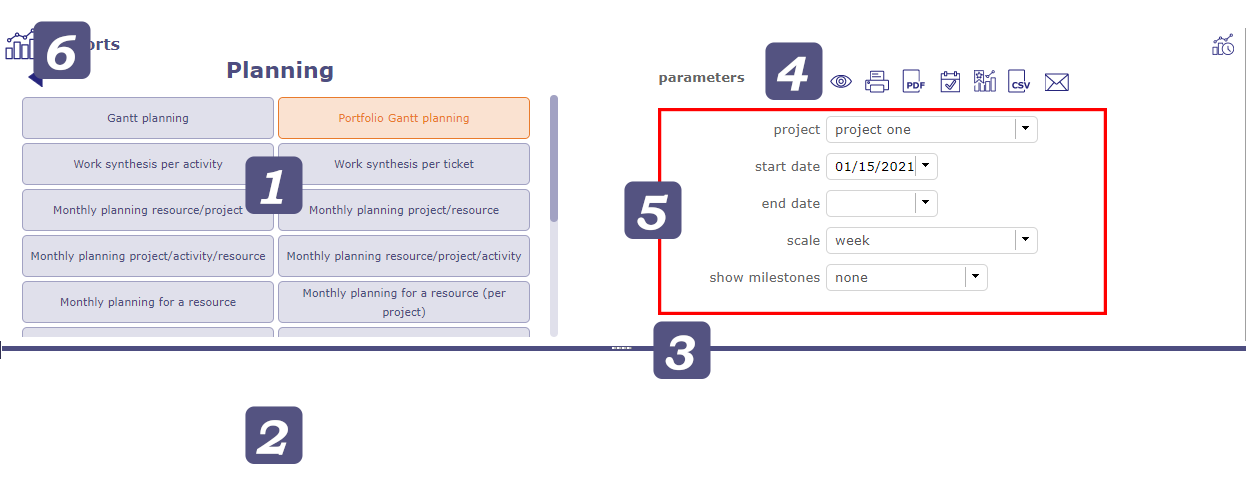 6
orts
Planning
parameters
4
PDF
CSV
Gantt planning
Portfolio Gantt planning
Work synthesis per activity
Work synthesis per ticket
1
Monthly planning resource/project
Monthly planning project/resource
Monthly planning project/activity/resource
Monthly planning resource/project/activity
Monthly planning for a resource
Monthly planning for a resource (per
project)
5
project
project one
start date
01/15/2021
end date
scale
week
show milestones
none
3
2